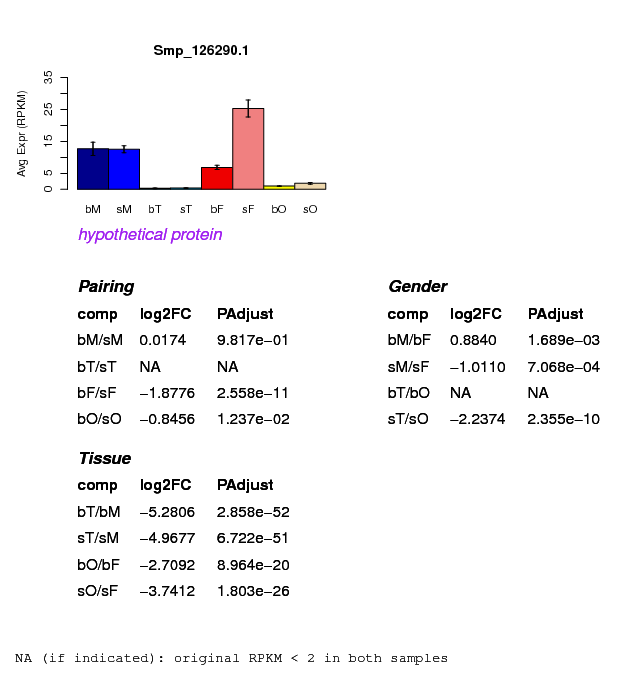 Smp_126290.1
Avg Expr (RPKM)
35
25
15
5
0
bM sM bT sT bF sF bO sO
hypothetical protein
Pairing
comp log2FC PAdjust
bM/sM 0.0174 9.817e−01
bT/sT NA NA
bF/sF −1.8776 2.558e−11
bO/sO −0.8456 1.237e−02
Gender
comp log2FC PAdjust
bM/bF 0.8840 1.689e−03
sM/sF −1.0110 7.068e−04
bT/bO NA NA
sT/sO −2.2374 2.355e−10
Tissue
comp log2FC PAdjust
bT/bM −5.2806 2.858e−52
sT/sM −4.9677 6.722e−51
bO/bF −2.7092 8.964e−20
sO/sF −3.7412 1.803e−26
NA (if indicated): original RPKM < 2 in both samples